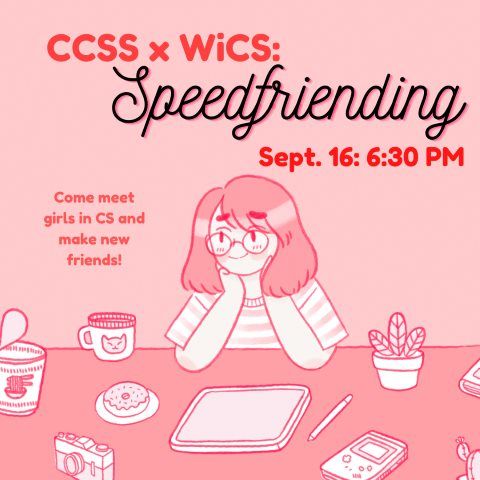 CCSS x WiCS:
Speedfriending
Sept. 16: 6:30 PM
Come meet
girls in CS and
make new
friends!